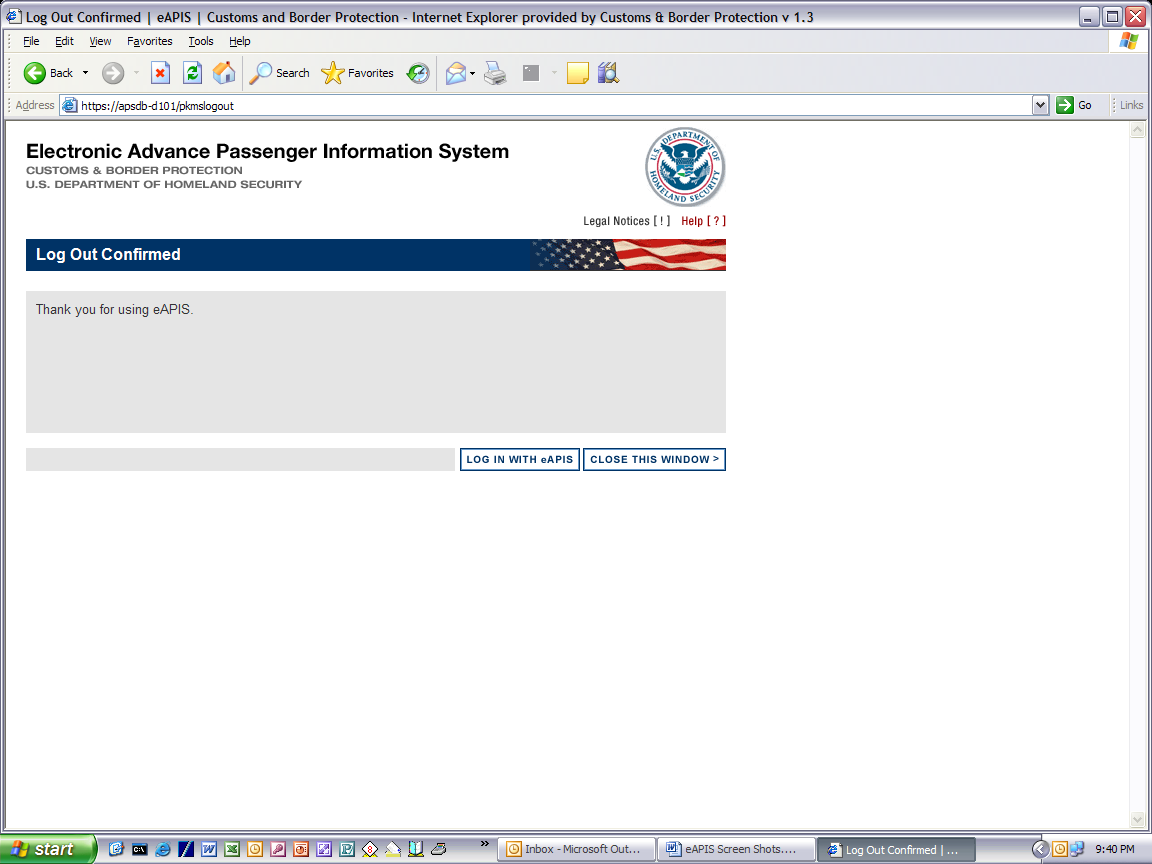 Log Out Confirmed | eAPIS | Customs and Border Protection - Internet Explorer provided by Customs & Border Protection v 1.3
File Edit View Favorites Tools Help
Back Search Favorites
Address https://apsdb-d101/pkmslogout Go Links
Electronic Advance Passenger Information System
CUSTOMS & BORDER PROTECTION
U.S. DEPARTMENT OF HOMELAND SECURITY
U.S. DEPARTMENT OF HOMELAND SECURITY
Legal Notices [ ! ] Help [ ? ]
Log Out Confirmed
Thank you for using eAPIS.
LOG IN WITH eAPIS CLOSE THIS WINDOW >
start Inbox - Microsoft Out... eAPIS Screen Shots.... Log Out Confirmed | ... 9:40 PM